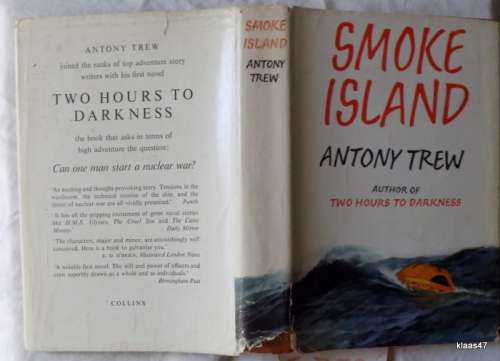 ANTONY TREW
joined the ranks of top adventure story
writers with his first novel
TWO HOURS TO
DARKNESS
the book that asks in terms of
high adventure the question:
Can one man start a nuclear war?
'An exciting and thought-provoking story. Tensions in the
wardroom, the technical routine of the ship, and the
threat of nuclear war are all vividly presented.' Punch
'It has all the gripping excitement of great naval stories
like H.M.S. Ulysses, The Cruel Sea and The Caine
Mutiny.' Daily Mirror
'The characters, major and minor, are astonishingly well
conceived. Here is a book to galvanise you.'
E. D. O'BRIEN, Illustrated London News
'A notable first novel. The will and power of officers and
crew superbly drawn as a whole and as individuals.'
Birmingham Post
COLLINS
SMOKE
ISLAND
ANTONY
TREW
SMOKE
ISLAND
ANTONY TREW
AUTHOR OF
TWO HOURS TO DARKNESS
klaas47